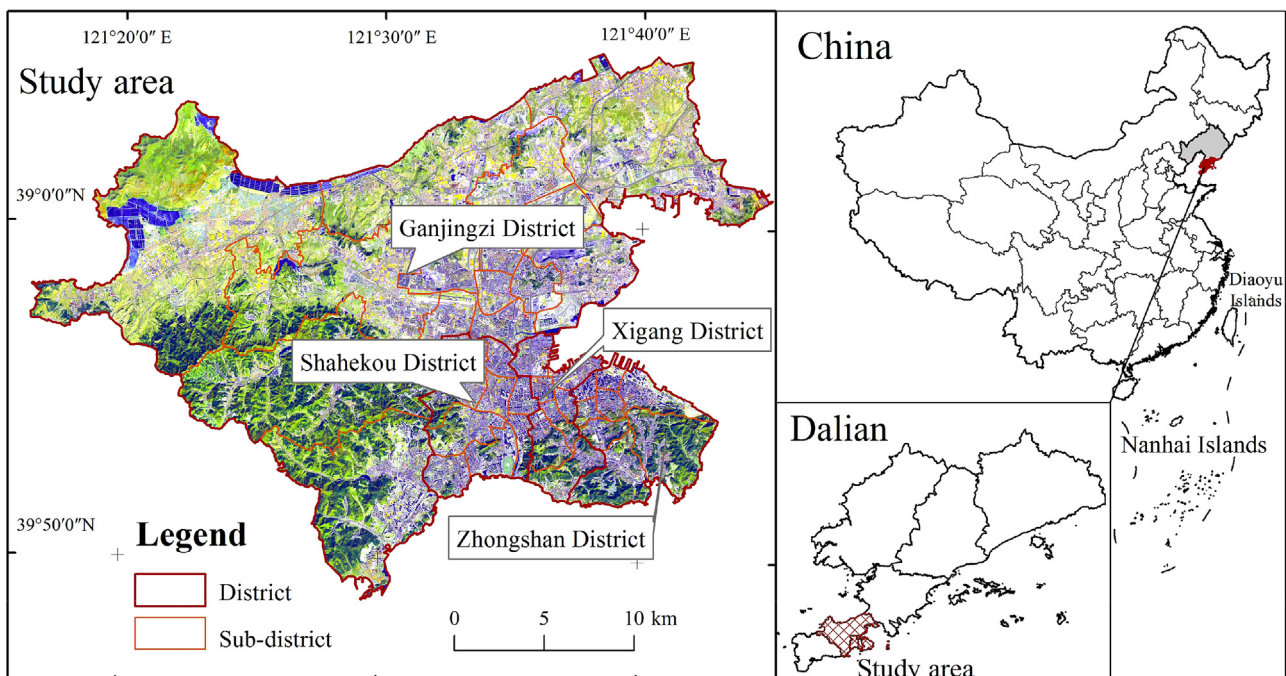 121°20″0″ E
121°30″0″ E
121°40″0″ E
Study area
39°0′0″N
Ganjingzi District
Xigang District
Shahekou District
39°50′0″N
Zhongshan District
Legend
District
Sub-district
0 5 10 km
China
Diaoyu
Islands
Nanhai Islands
Dalian
Study area